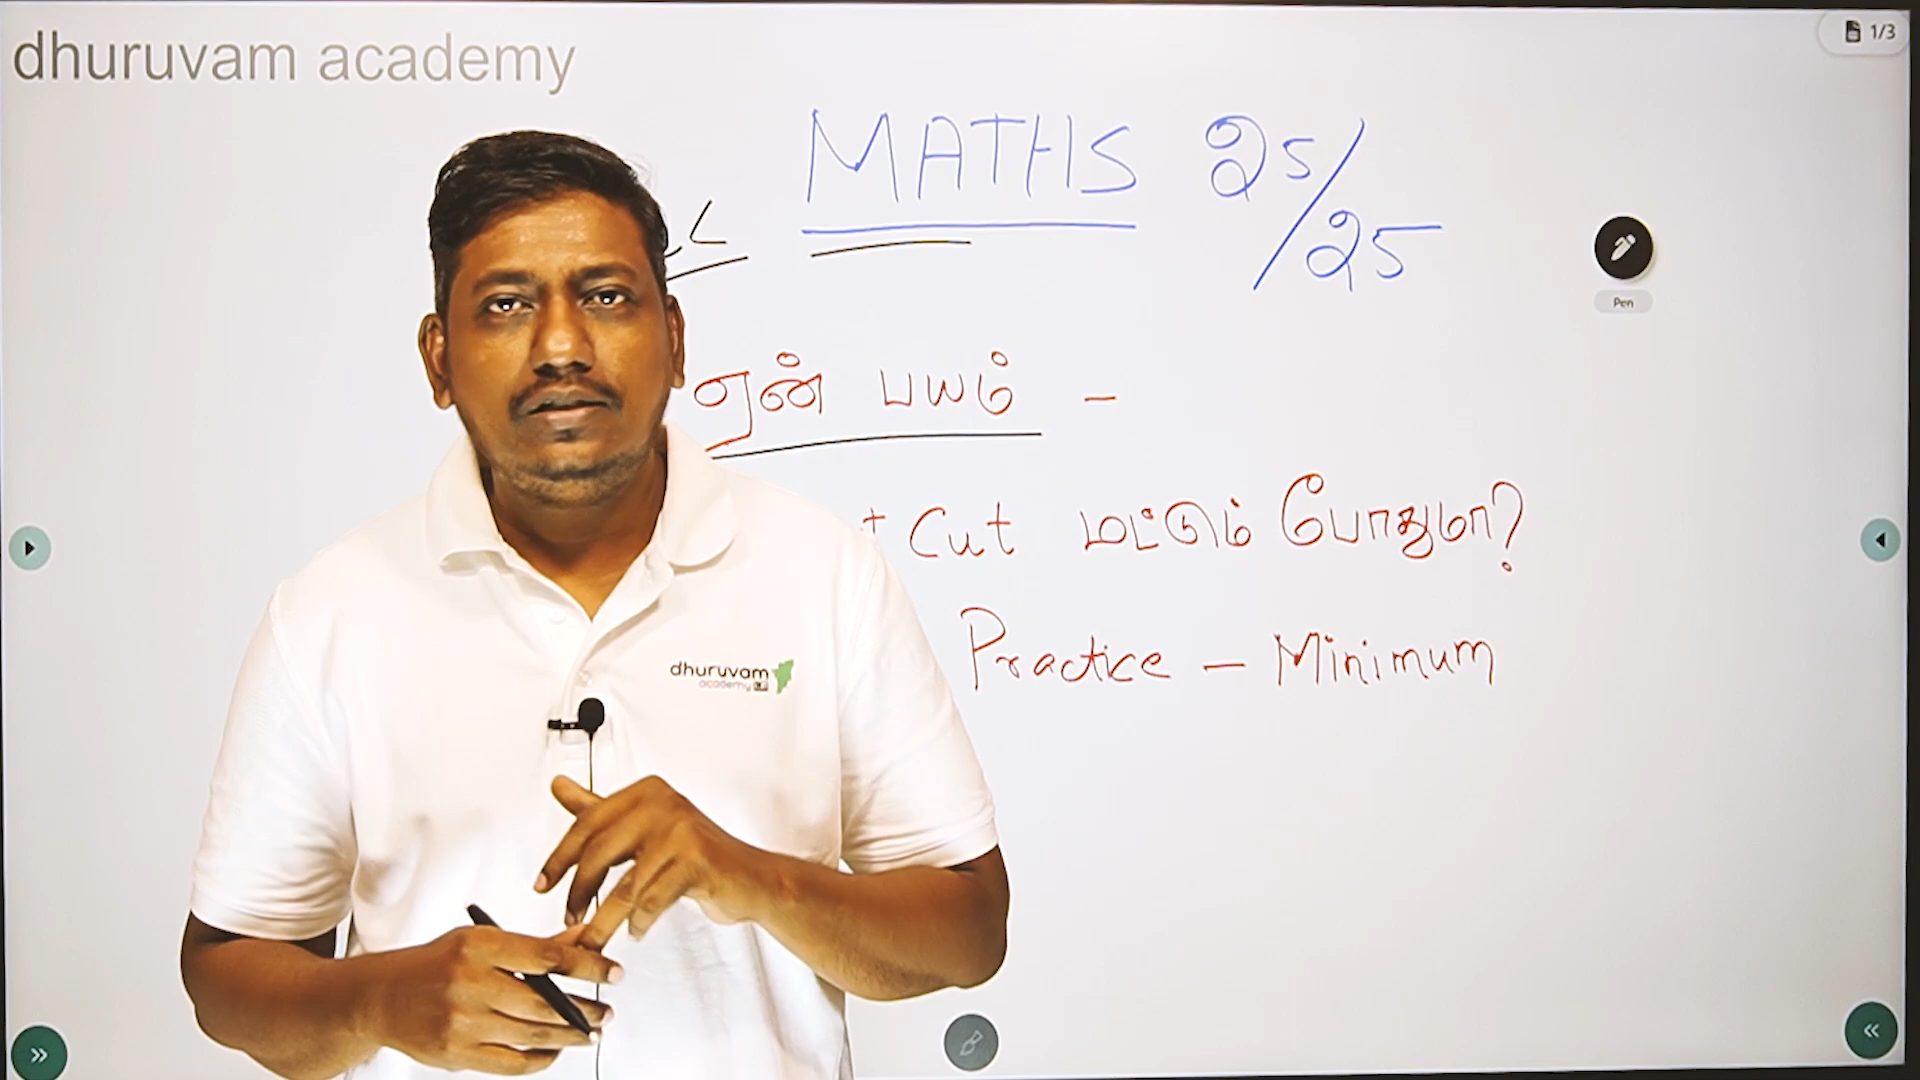 dhuruvam academy
1/3
MATHS 25/25
Pen
ஏன் பயம் -
Cut மட்டும் போதுமா?
Practice - Minimum
dhuruvam
academy